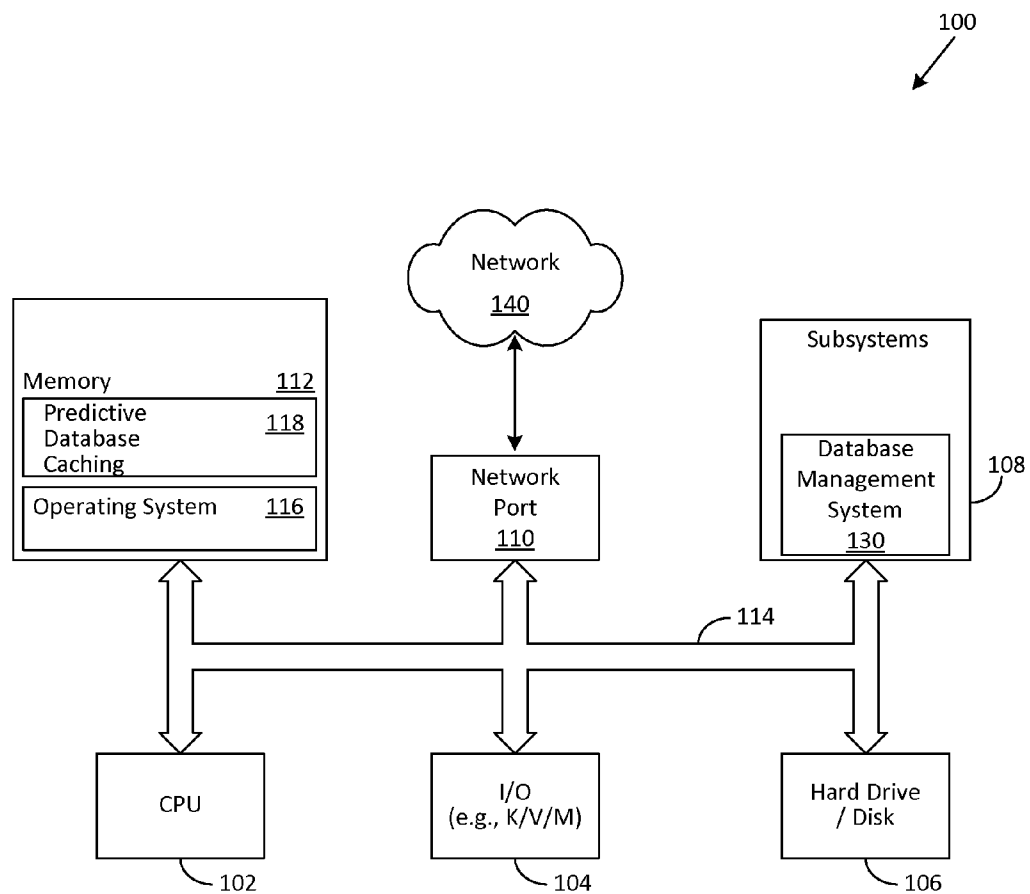 100
Network
140
Subsystems
Memory 112
Predictive 118
Database
Caching
Operating System 116
Network
Port
110
Database
Management
System
130
108
114
CPU
I/O
(e.g., K/V/M)
Hard Drive
/ Disk
102
104
106